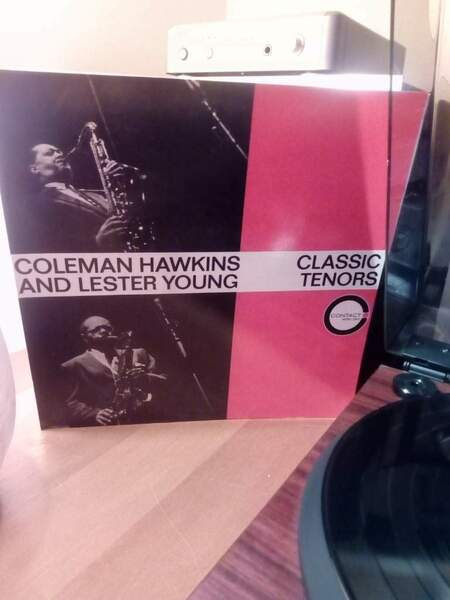 COLEMAN HAWKINS
AND LESTER YOUNG
CLASSIC
TENORS
CONTACT